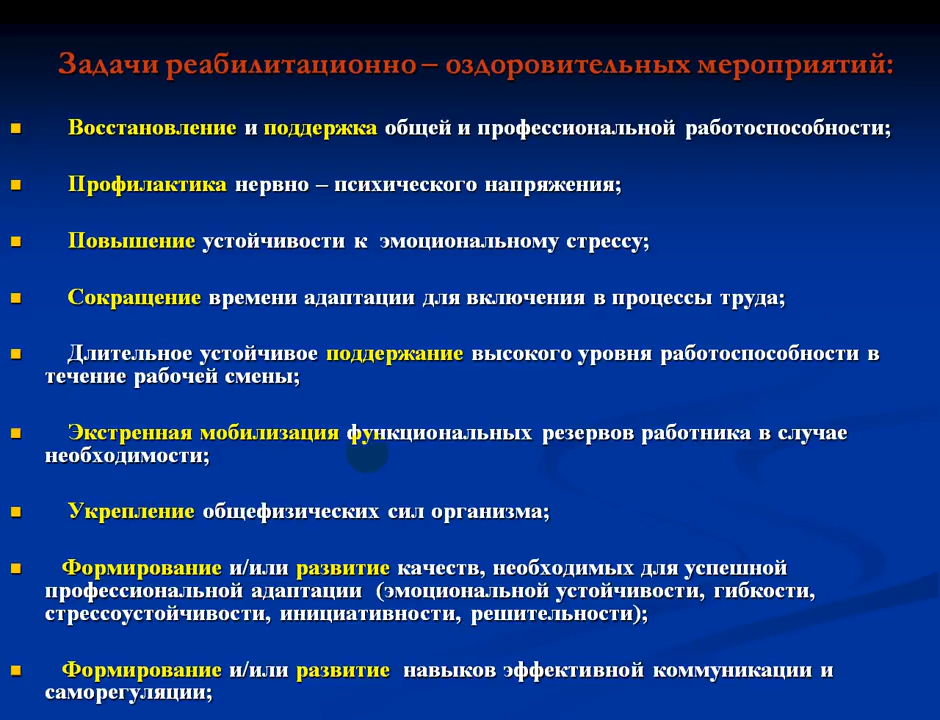 Задачи реабилитационно – оздоровительных мероприятий:
Восстановление и поддержка общей и профессиональной работоспособности;
Профилактика нервно – психического напряжения;
Повышение устойчивости к эмоциональному стрессу;
Сокращение времени адаптации для включения в процессы труда;
Длительное устойчивое поддержание высокого уровня работоспособности в
течение рабочей смены;
Экстренная мобилизация функциональных резервов работника в случае
необходимости;
Укрепление общефизических сил организма;
Формирование и/или развитие качеств, необходимых для успешной
профессиональной адаптации (эмоциональной устойчивости, гибкости,
стрессоустойчивости, инициативности, решительности);
Формирование и/или развитие навыков эффективной коммуникации и
саморегуляции;